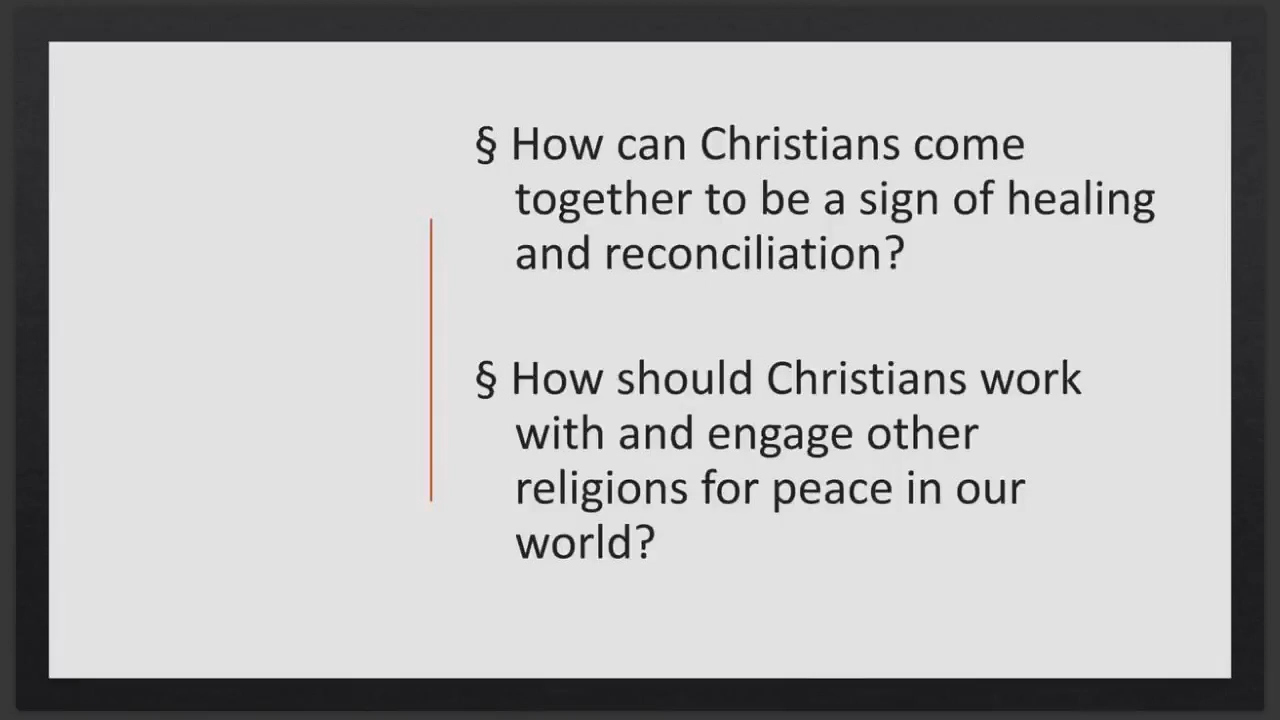 § How can Christians come
together to be a sign of healing
and reconciliation?
§ How should Christians work
with and engage other
religions for peace in our
world?